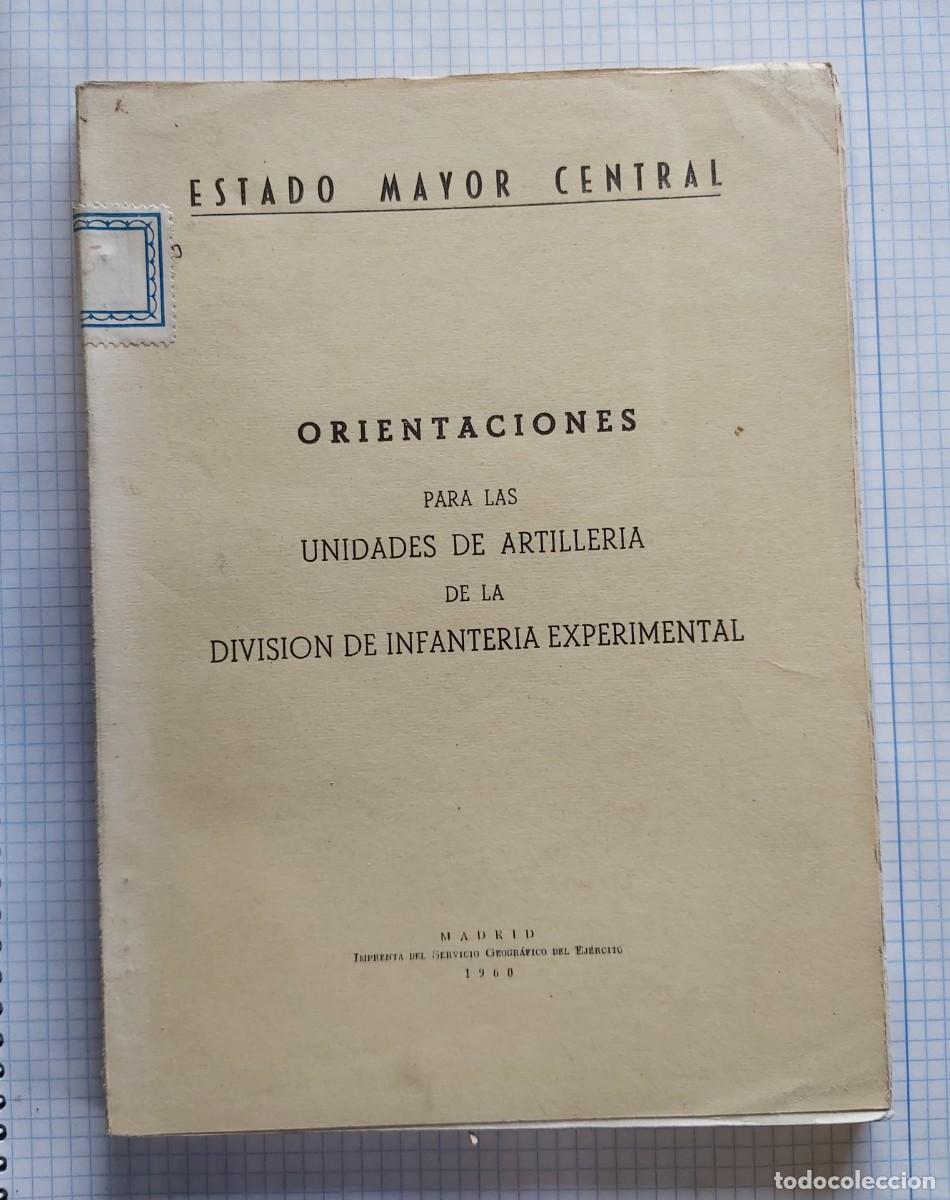 ESTADO MAYOR CENTRAL
ORIENTACIONES
PARA LAS
UNIDADES DE ARTILLERIA
DE LA
DIVISION DE INFANTERIA EXPERIMENTAL
MADRID
IMPRENTA DEL SERVICIO GEOGRÁFICO DEL EJÉRCITO
1960
todocoleccion